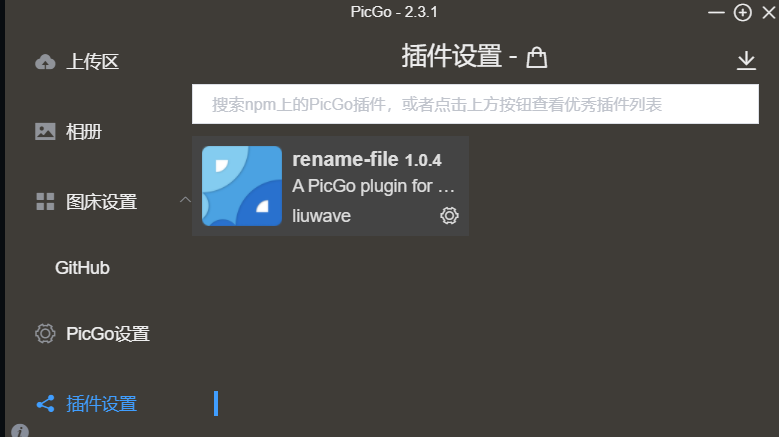 PicGo - 2.3.1
上传区
相册
图床设置
GitHub
PicGo设置
插件设置
插件设置 -
搜索npm上的PicGo插件，或者点击上方按钮查看优秀插件列表
rename-file 1.0.4
A PicGo plugin for ...
liuwave